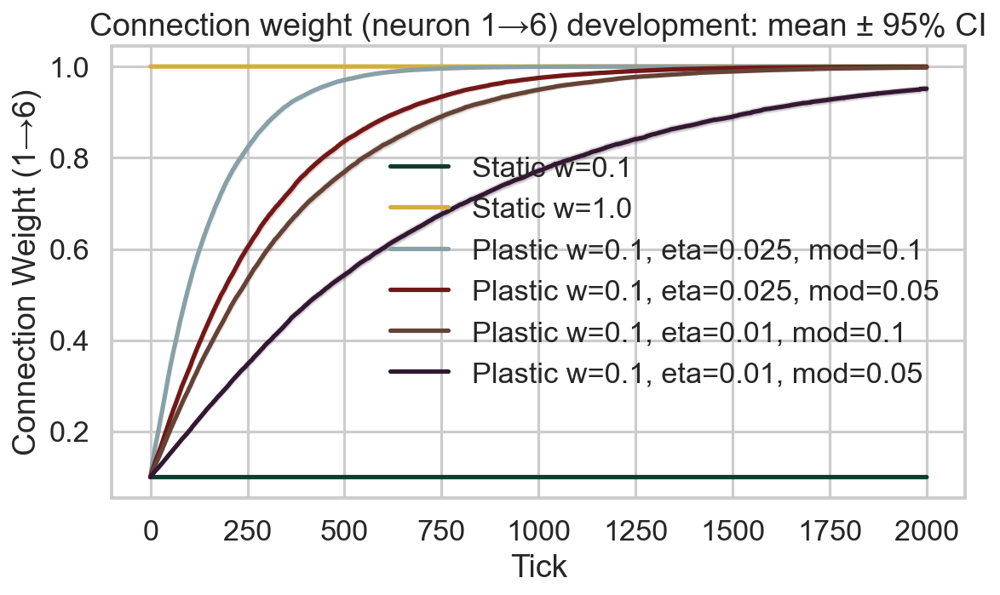 Connection weight (neuron 1→6) development: mean ± 95% CI
Connection Weight (1→6)
1.0
0.8
0.6
0.4
0.2
Static w=0.1
Static w=1.0
Plastic w=0.1, eta=0.025, mod=0.1
Plastic w=0.1, eta=0.025, mod=0.05
Plastic w=0.1, eta=0.01, mod=0.1
Plastic w=0.1, eta=0.01, mod=0.05
0 250 500 750 1000 1250 1500 1750 2000
Tick